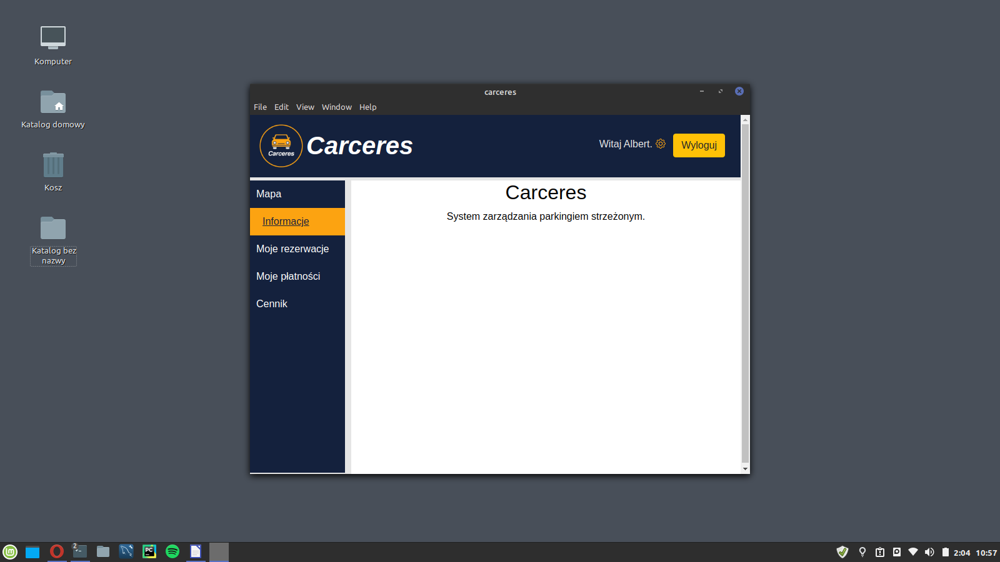 Komputer
Katalog domowy
Kosz
Katalog bez
nazwy
carceres
File Edit View Window Help
Carceres
Carceres
Witaj Albert.
Wyloguj
Mapa
Informacje
Moje rezerwacje
Moje płatności
Cennik
Carceres
System zarządzania parkingiem strzeżonym.
2
PC
2:04 10:57